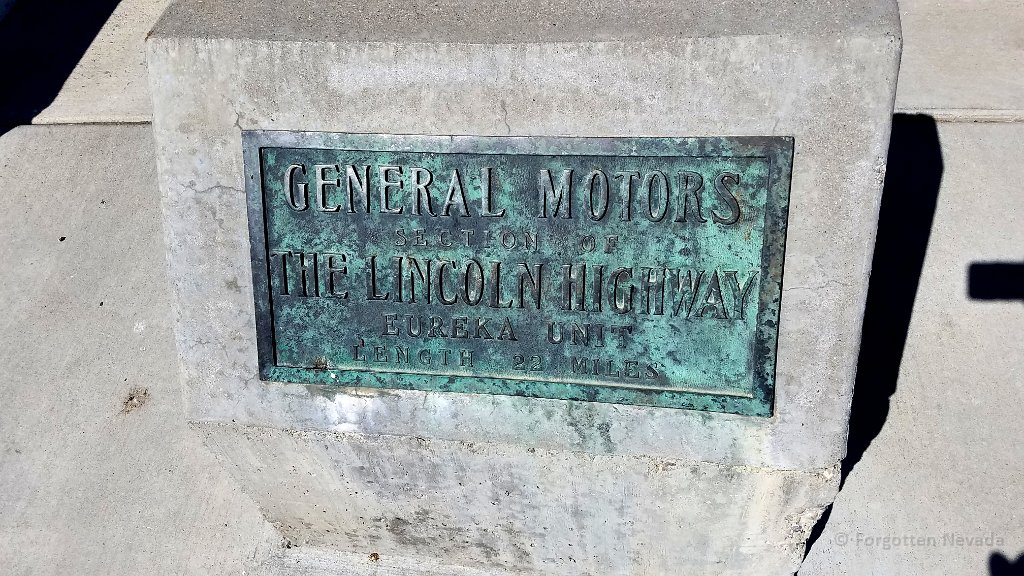 GENERAL MOTORS
SECTION OF
THE LINCOLN HIGHWAY
EUREKA UNIT
LENGTH 22 MILES
© Forgotten Nevada